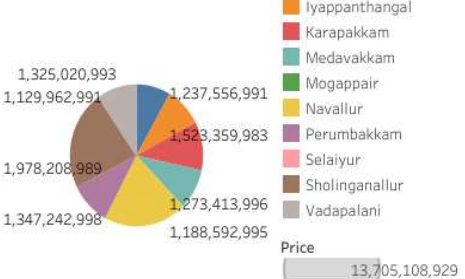 Iyappanthangal
Karapakkam
Medavakkam
Mogappair
Navallur
Perumbakkam
Selaiyur
Sholinganallur
Vadapalani
Price
13,705,108,929
1,325,020,993
1,129,962,991
1,237,556,991
1,523,359,983
1,978,208,989
1,273,413,996
1,347,242,998
1,188,592,995